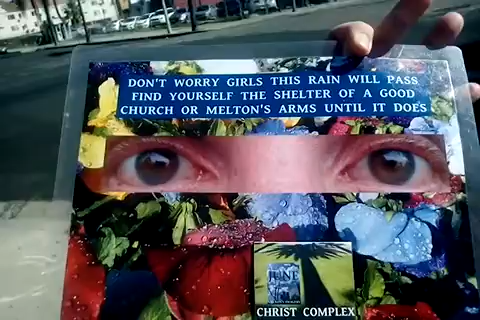 DON'T WORRY GIRLS THIS RAIN WILL PASS
FIND YOURSELF THE SHELTER OF A GOOD
CHURCH OR MELTON'S ARMS UNTIL IT DOES
CHRIST COMPLEX